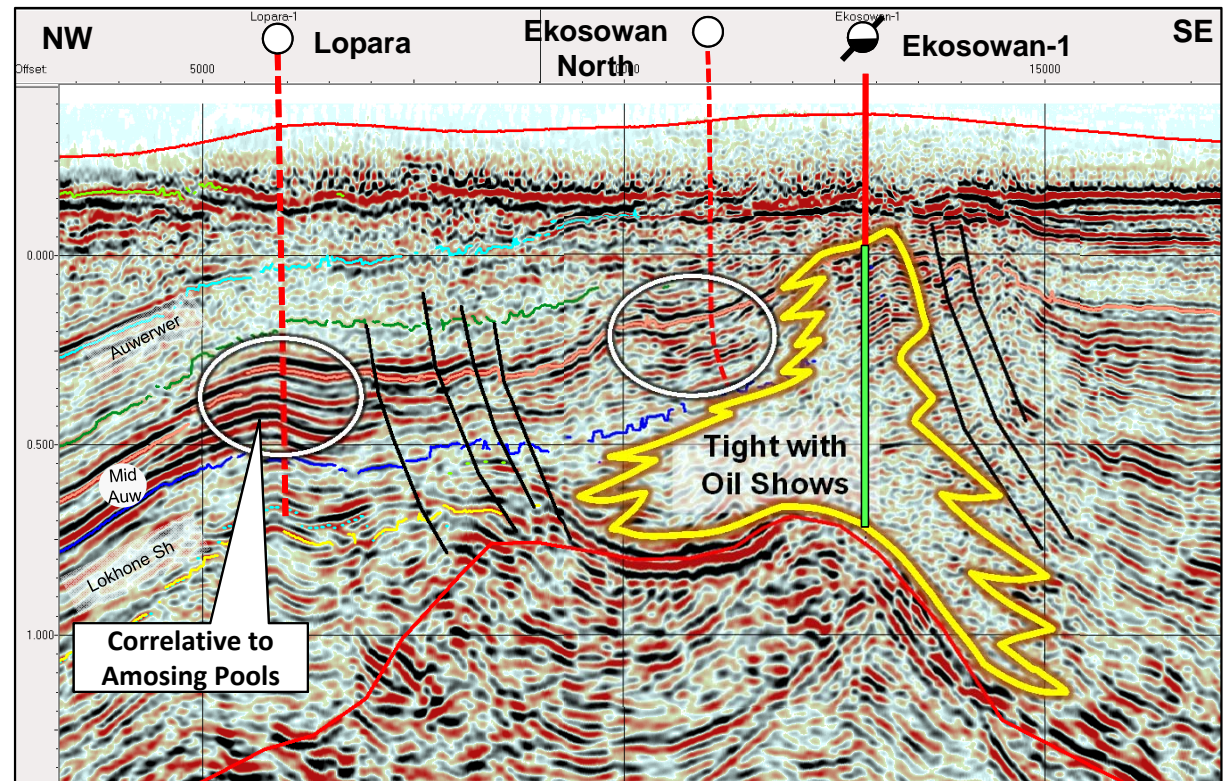 Lopara-1
Ekosowan-1
NW
Lopara
Ekosowan
North
Ekosowan-1
SE
Offset:
5000
15000
0.000
Auwerwer
0.500
Mid
Auw
Tight with
Oil Shows
Lokhone Sh
1.000
Correlative to
Amosing Pools